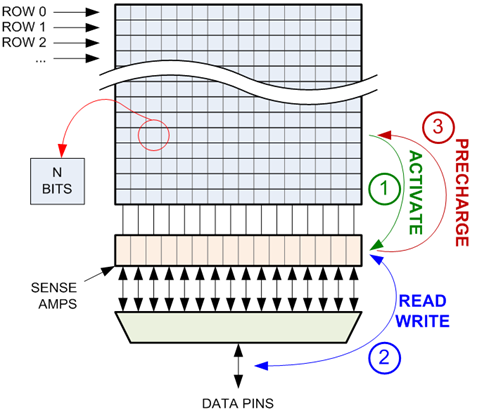 ROW 0
ROW 1
ROW 2
...
N
BITS
3
PRECHARGE
1
ACTIVATE
SENSE
AMPS
READ
WRITE
2
DATA PINS